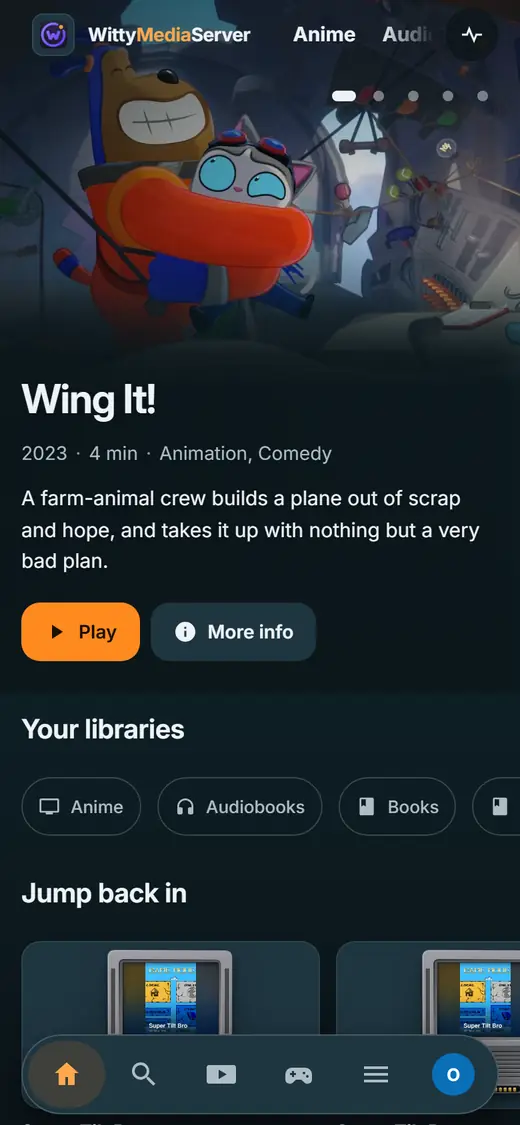 WittyMediaServer
Anime
Audi
Wing It!
2023 · 4 min · Animation, Comedy
A farm-animal crew builds a plane out of scrap
and hope, and takes it up with nothing but a very
bad plan.
Play
More info
Your libraries
Anime
Audiobooks
Books
Jump back in
Super Tilt Bro
Super Tilt Bro
O